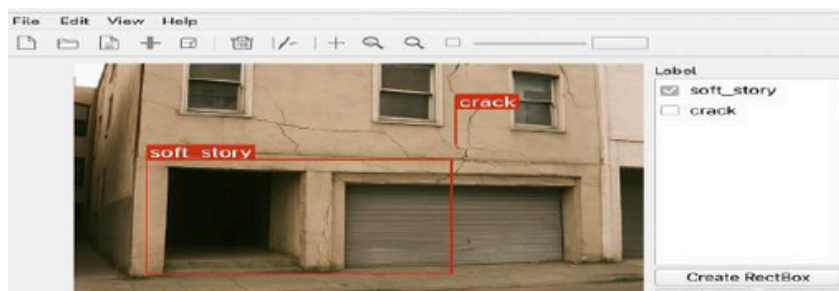 File Edit View Help
Label
soft_story
crack
crack
soft_story
Create RectBox